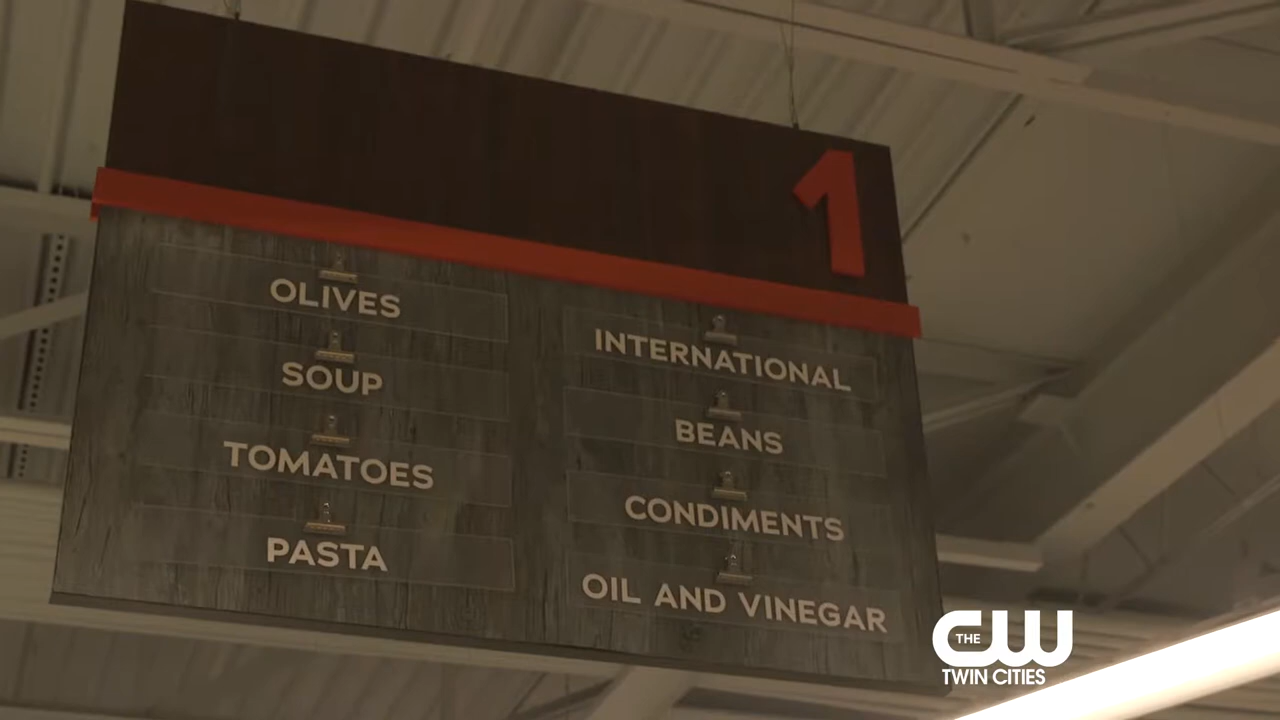 1
OLIVES
SOUP
TOMATOES
PASTA
INTERNATIONAL
BEANS
CONDIMENTS
OIL AND VINEGAR
THE CW
TWIN CITIES